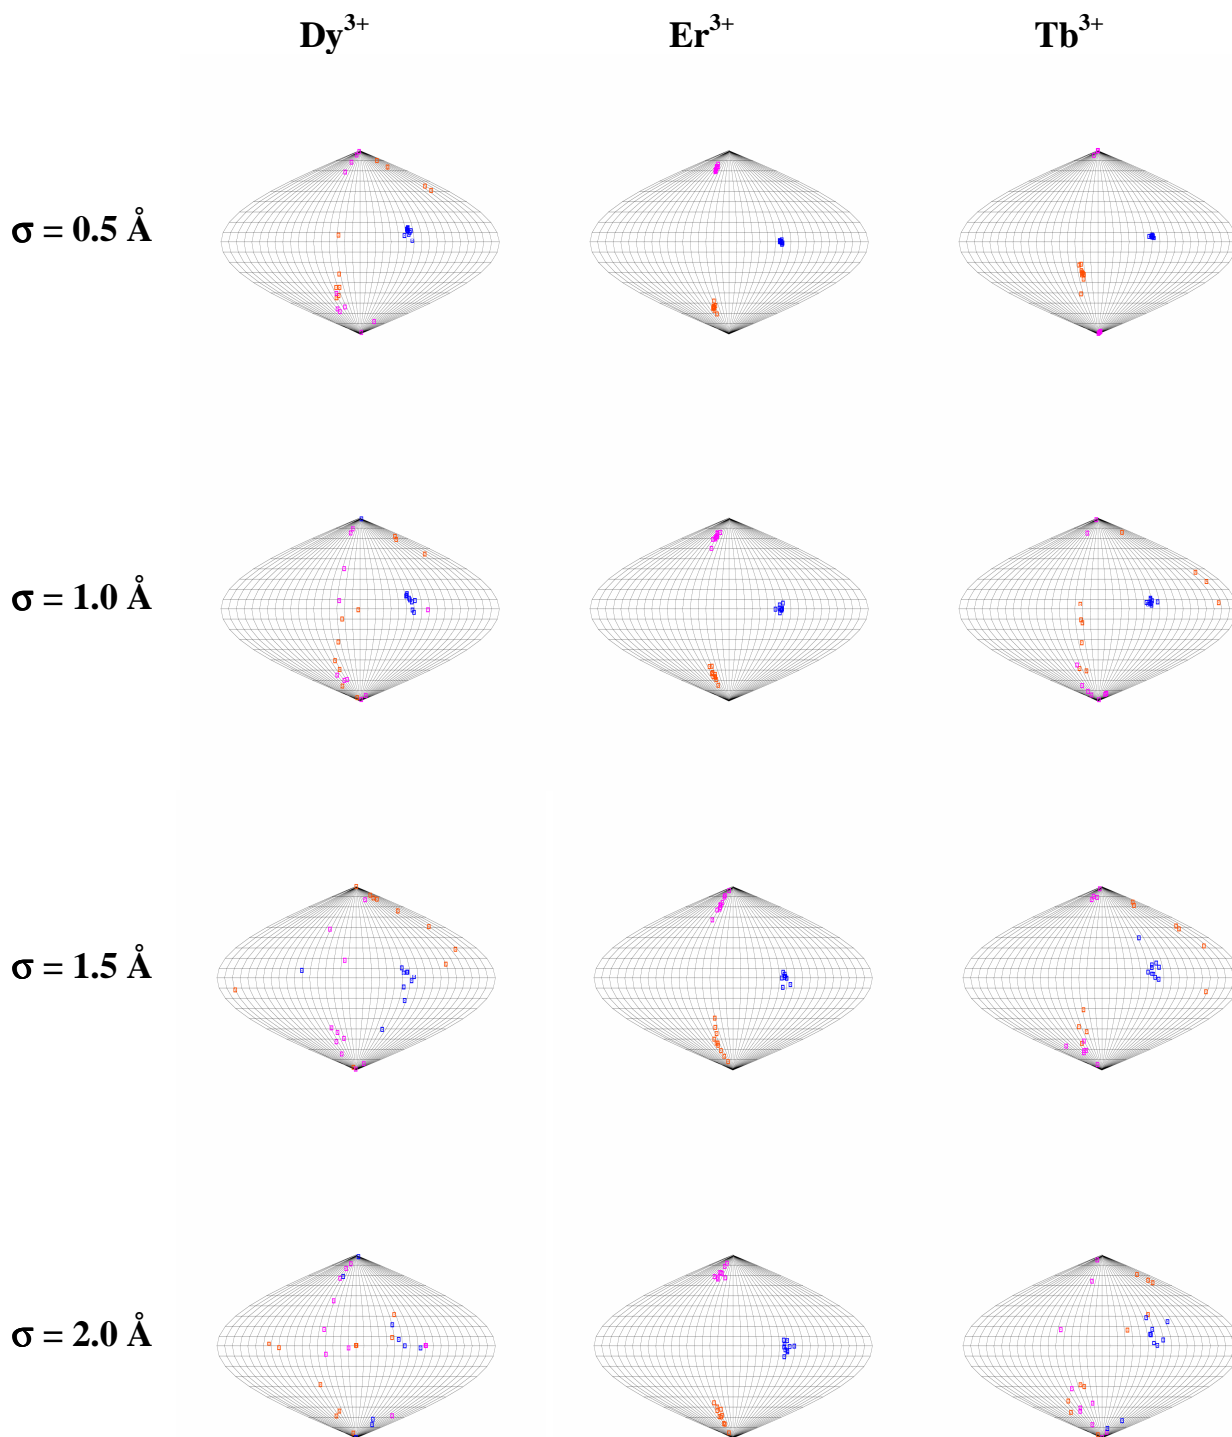 Dy³⁺ Er³⁺ Tb³⁺
σ = 0.5 Å
σ = 1.0 Å
σ = 1.5 Å
σ = 2.0 Å